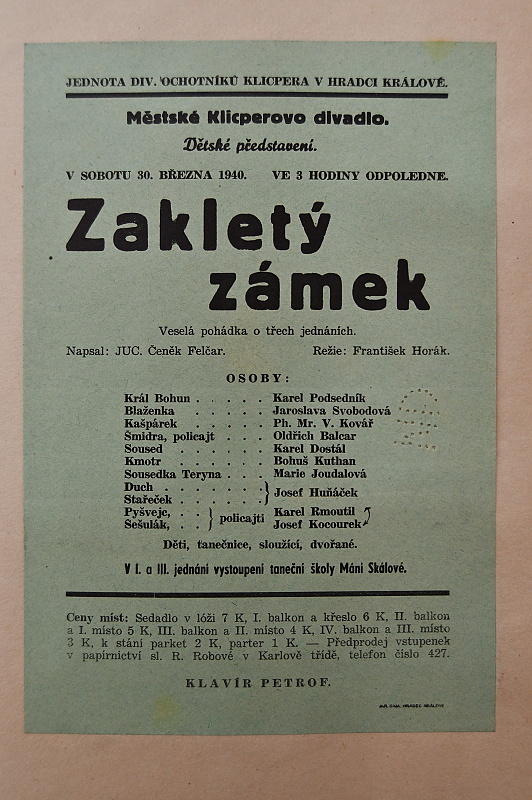 JEDNOTA DIV. OCHOTNÍKŮ KLICPERA V HRADCI KRÁLOVÉ.
Městské Klicperovo divadlo.
Dětské představení.
V SOBOTU 30. BŘEZNA 1940. VE 3 HODINY ODPOLEDNE.
Zakletý
zámek
Veselá pohádka o třech jednáních.
Napsal: JUC. Čeněk Felčar. Režie: František Horák.
OSOBY:
Král Bohun . . . . . Karel Podsedník
Blaženka . . . . . Jaroslava Svobodová
Kašpárek . . . . . Ph. Mr. V. Kovář
Šmidra, policajt . . . Oldřich Balcar
Soused . . . . . . Karel Dostál
Kmotr . . . . . . Bohuš Kuthan
Sousedka Teryna . . . Marie Joudalová
Duch . . . . . . . } Josef Huňáček
Stařeček . . . . . .
Pyšvejc, . . } policajti Karel Rmoutil
Šešulák, . . Josef Kocourek
Děti, tanečnice, sloužící, dvořané.
V I. a III. jednání vystoupení taneční školy Máni Skálové.
Ceny míst: Sedadlo v lóži 7 K, I. balkon a křeslo 6 K, II. balkon
a I. místo 5 K, III. balkon a II. místo 4 K, IV. balkon a III. místo
3 K, k stání parket 2 K, parter 1 K. — Předprodej vstupenek
v papírnictví sl. R. Robové v Karlově třídě, telefon číslo 427.
KLAVÍR PETROF.
HRADEC KRÁLOVÉ